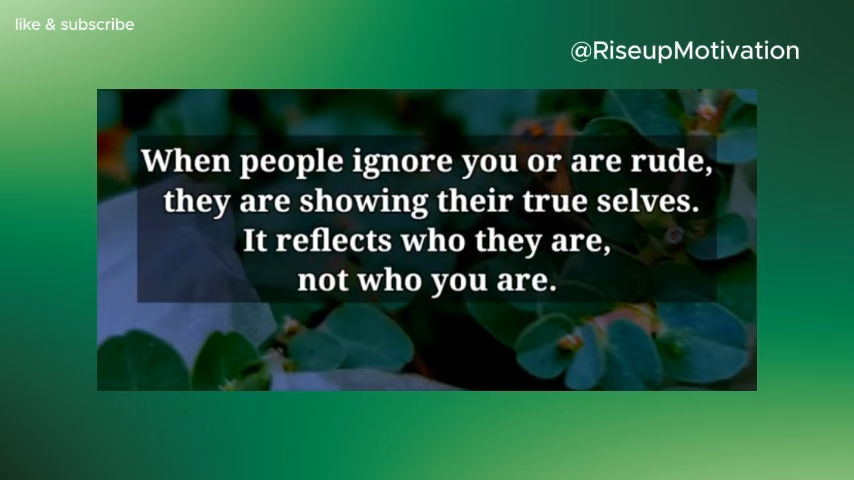 like & subscribe
@RiseupMotivation
When people ignore you or are rude,
they are showing their true selves.
It reflects who they are,
not who you are.